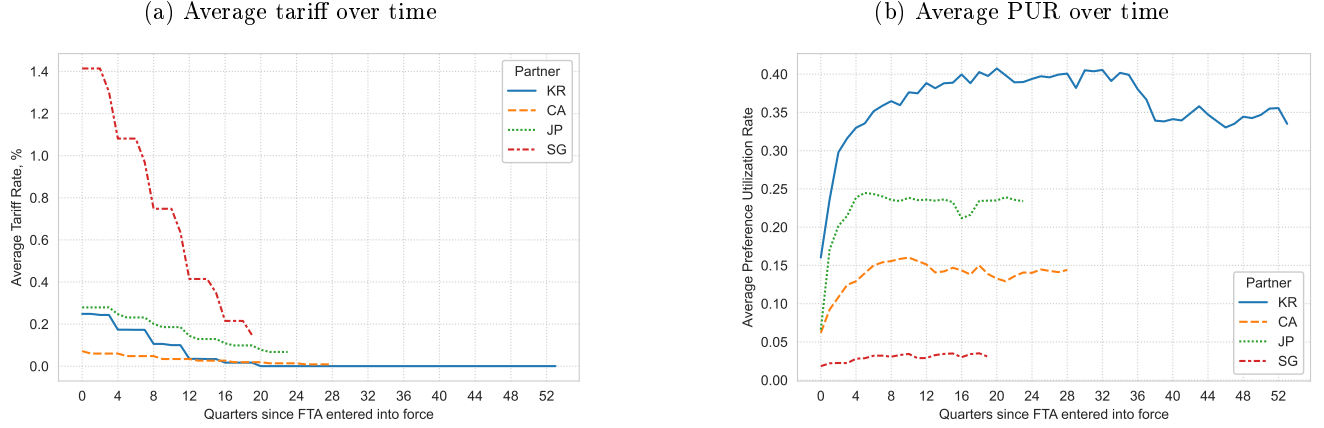 (a) Average tariff over time
Average Tariff Rate, %
1.4
1.2
1.0
0.8
0.6
0.4
0.2
0.0
Partner
KR
CA
JP
SG
0 4 8 12 16 20 24 28 32 36 40 44 48 52
Quarters since FTA entered into force
(b) Average PUR over time
Average Preference Utilization Rate
0.40
0.35
0.30
0.25
0.20
0.15
0.10
0.05
0.00
Partner
KR
CA
JP
SG
0 4 8 12 16 20 24 28 32 36 40 44 48 52
Quarters since FTA entered into force